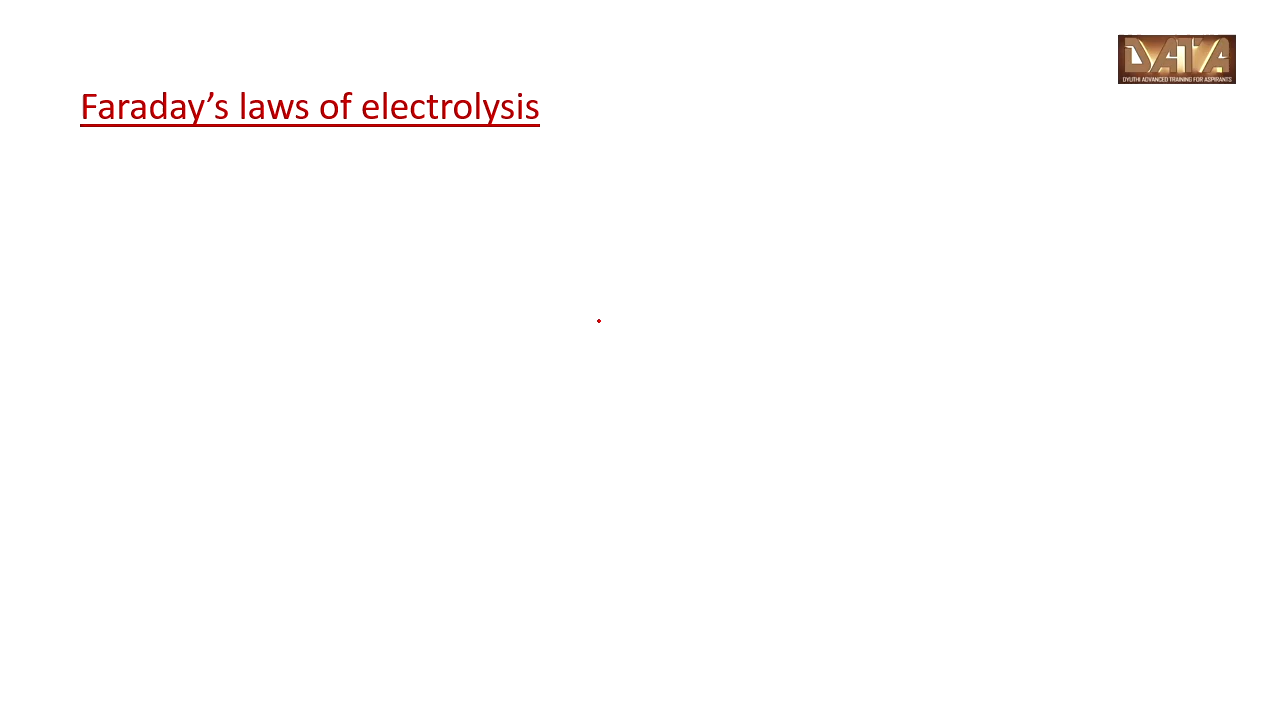 DATA
DYUTHI ADVANCED TRAINING FOR ASPIRANTS
Faraday’s laws of electrolysis